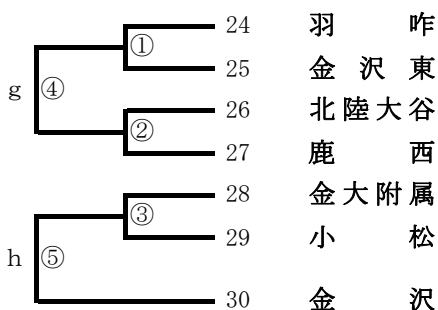 24 羽咋
① 
25 金沢東
g ④
26 北陸大谷
②
27 鹿西
28 金大附属
③
29 小松
h ⑤
30 金沢